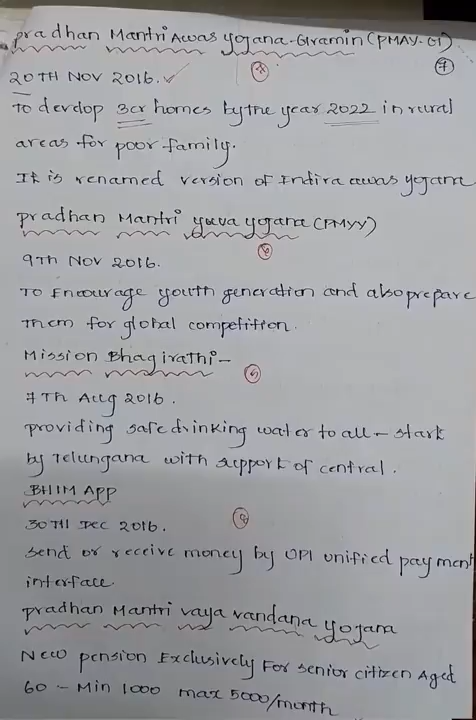 pradhan Mantri Awas yogana-Gramin (PMAY-G)
7
20TH NOV 2016.
To develop 3cr homes by the year 2022 in rural
areas for poor family.
It is renamed version of Indira awas yogana
pradhan Mantri yuva yojana (PMYY)
9Th NOV 2016.
To Encourage youth generation and also prepare
them for global competition.
Mission Bhagirathi-
7Th Aug 2016.
providing safe drinking water to all - stark
by Telungana with support of central.
BHIM APP
30TH DEC 2016.
send or receive money by UPI unified payment
interface.
pradhan Mantri vaya vandana yojana
New pension Exclusively For senior citizen Aged
60 - Min 1000 max 5000/month